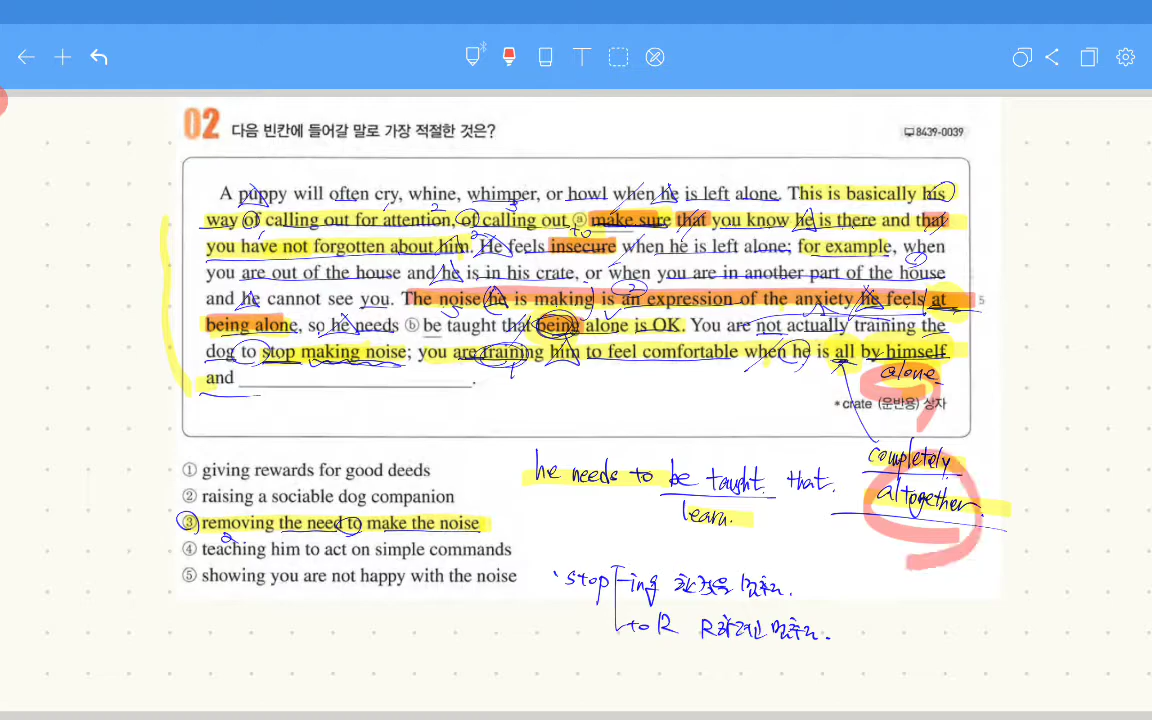 02 다음 빈칸에 들어갈 말로 가장 적절한 것은?
8439-0039
A puppy will often cry, whine, whimper, or howl when he is left alone. This is basically his
way of calling out for attention, of calling out ⓐ make sure that you know he is there and that
to
you have not forgotten about him. He feels insecure when he is left alone; for example, when
you are out of the house and he is in his crate, or when you are in another part of the house
and he cannot see you. The noise he is making is an expression of the anxiety he feels at
5
being alone, so he needs ⓑ be taught that being alone is OK. You are not actually training the
dog to stop making noise; you are training him to feel comfortable when he is all by himself
alone
and ____________________.
*crate (운반용) 상자
completely
altogether
he needs to be taught that.
learn.
① giving rewards for good deeds
② raising a sociable dog companion
③ removing the need to make the noise
④ teaching him to act on simple commands
⑤ showing you are not happy with the noise
stop -ing
to R R하려고 멈추다.